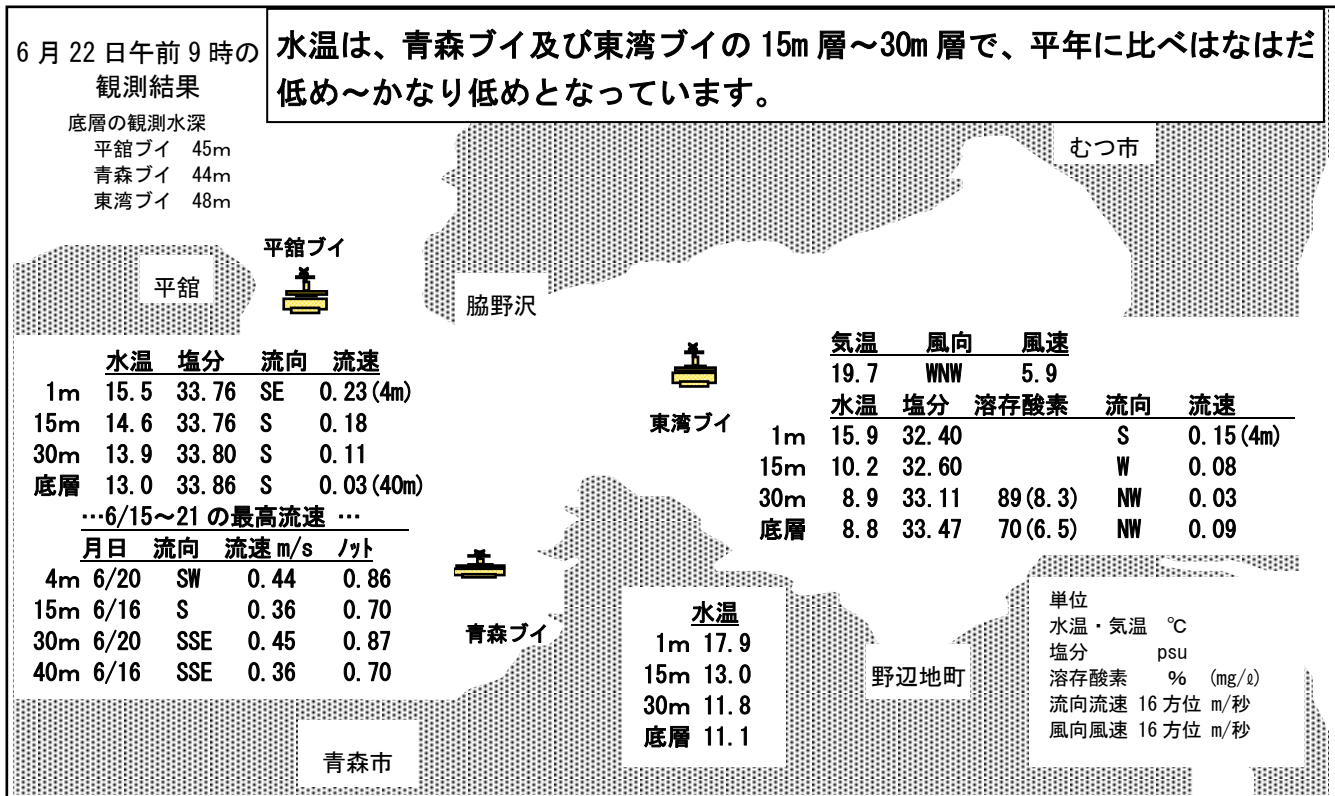 6月22日午前9時の
観測結果
水温は、青森ブイ及び東湾ブイの15m層～30m層で、平年に比べはなはだ
低め～かなり低めとなっています。
底層の観測水深
平舘ブイ 45m
青森ブイ 44m
東湾ブイ 48m
むつ市
平舘ブイ
平舘
脇野沢
水温 塩分 流向 流速
1m 15.5 33.76 SE 0.23(4m)
15m 14.6 33.76 S 0.18
30m 13.9 33.80 S 0.11
底層 13.0 33.86 S 0.03(40m)
…6/15～21の最高流速 …
月日 流向 流速m/s ﾉｯﾄ
4m 6/20 SW 0.44 0.86
15m 6/16 S 0.36 0.70
30m 6/20 SSE 0.45 0.87
40m 6/16 SSE 0.36 0.70
東湾ブイ
気温 風向 風速
19.7 WNW 5.9
水温 塩分 溶存酸素 流向 流速
1m 15.9 32.40 S 0.15(4m)
15m 10.2 32.60 W 0.08
30m 8.9 33.11 89(8.3) NW 0.03
底層 8.8 33.47 70(6.5) NW 0.09
青森ブイ
水温
1m 17.9
15m 13.0
30m 11.8
底層 11.1
野辺地町
青森市
単位
水温・気温 ℃
塩分 psu
溶存酸素 % (mg/ℓ)
流向流速 16方位 m/秒
風向風速 16方位 m/秒